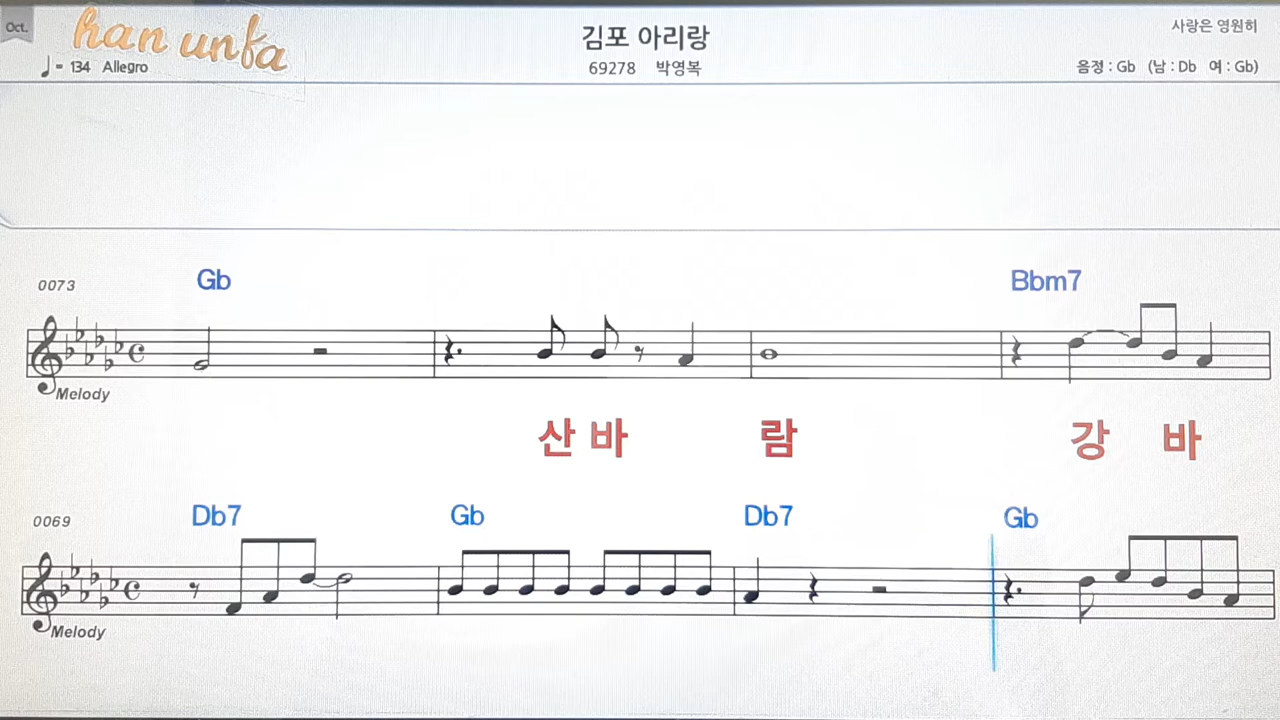 Oct.
han unfa
김포 아리랑
사랑은 영원히
♩= 134 Allegro
69278 박영복
음정 : Gb (남 : Db 여 : Gb)
0073
Gb
Bbm7
Melody
산 바 람 강 바
0069
Db7 Gb Db7 Gb
Melody